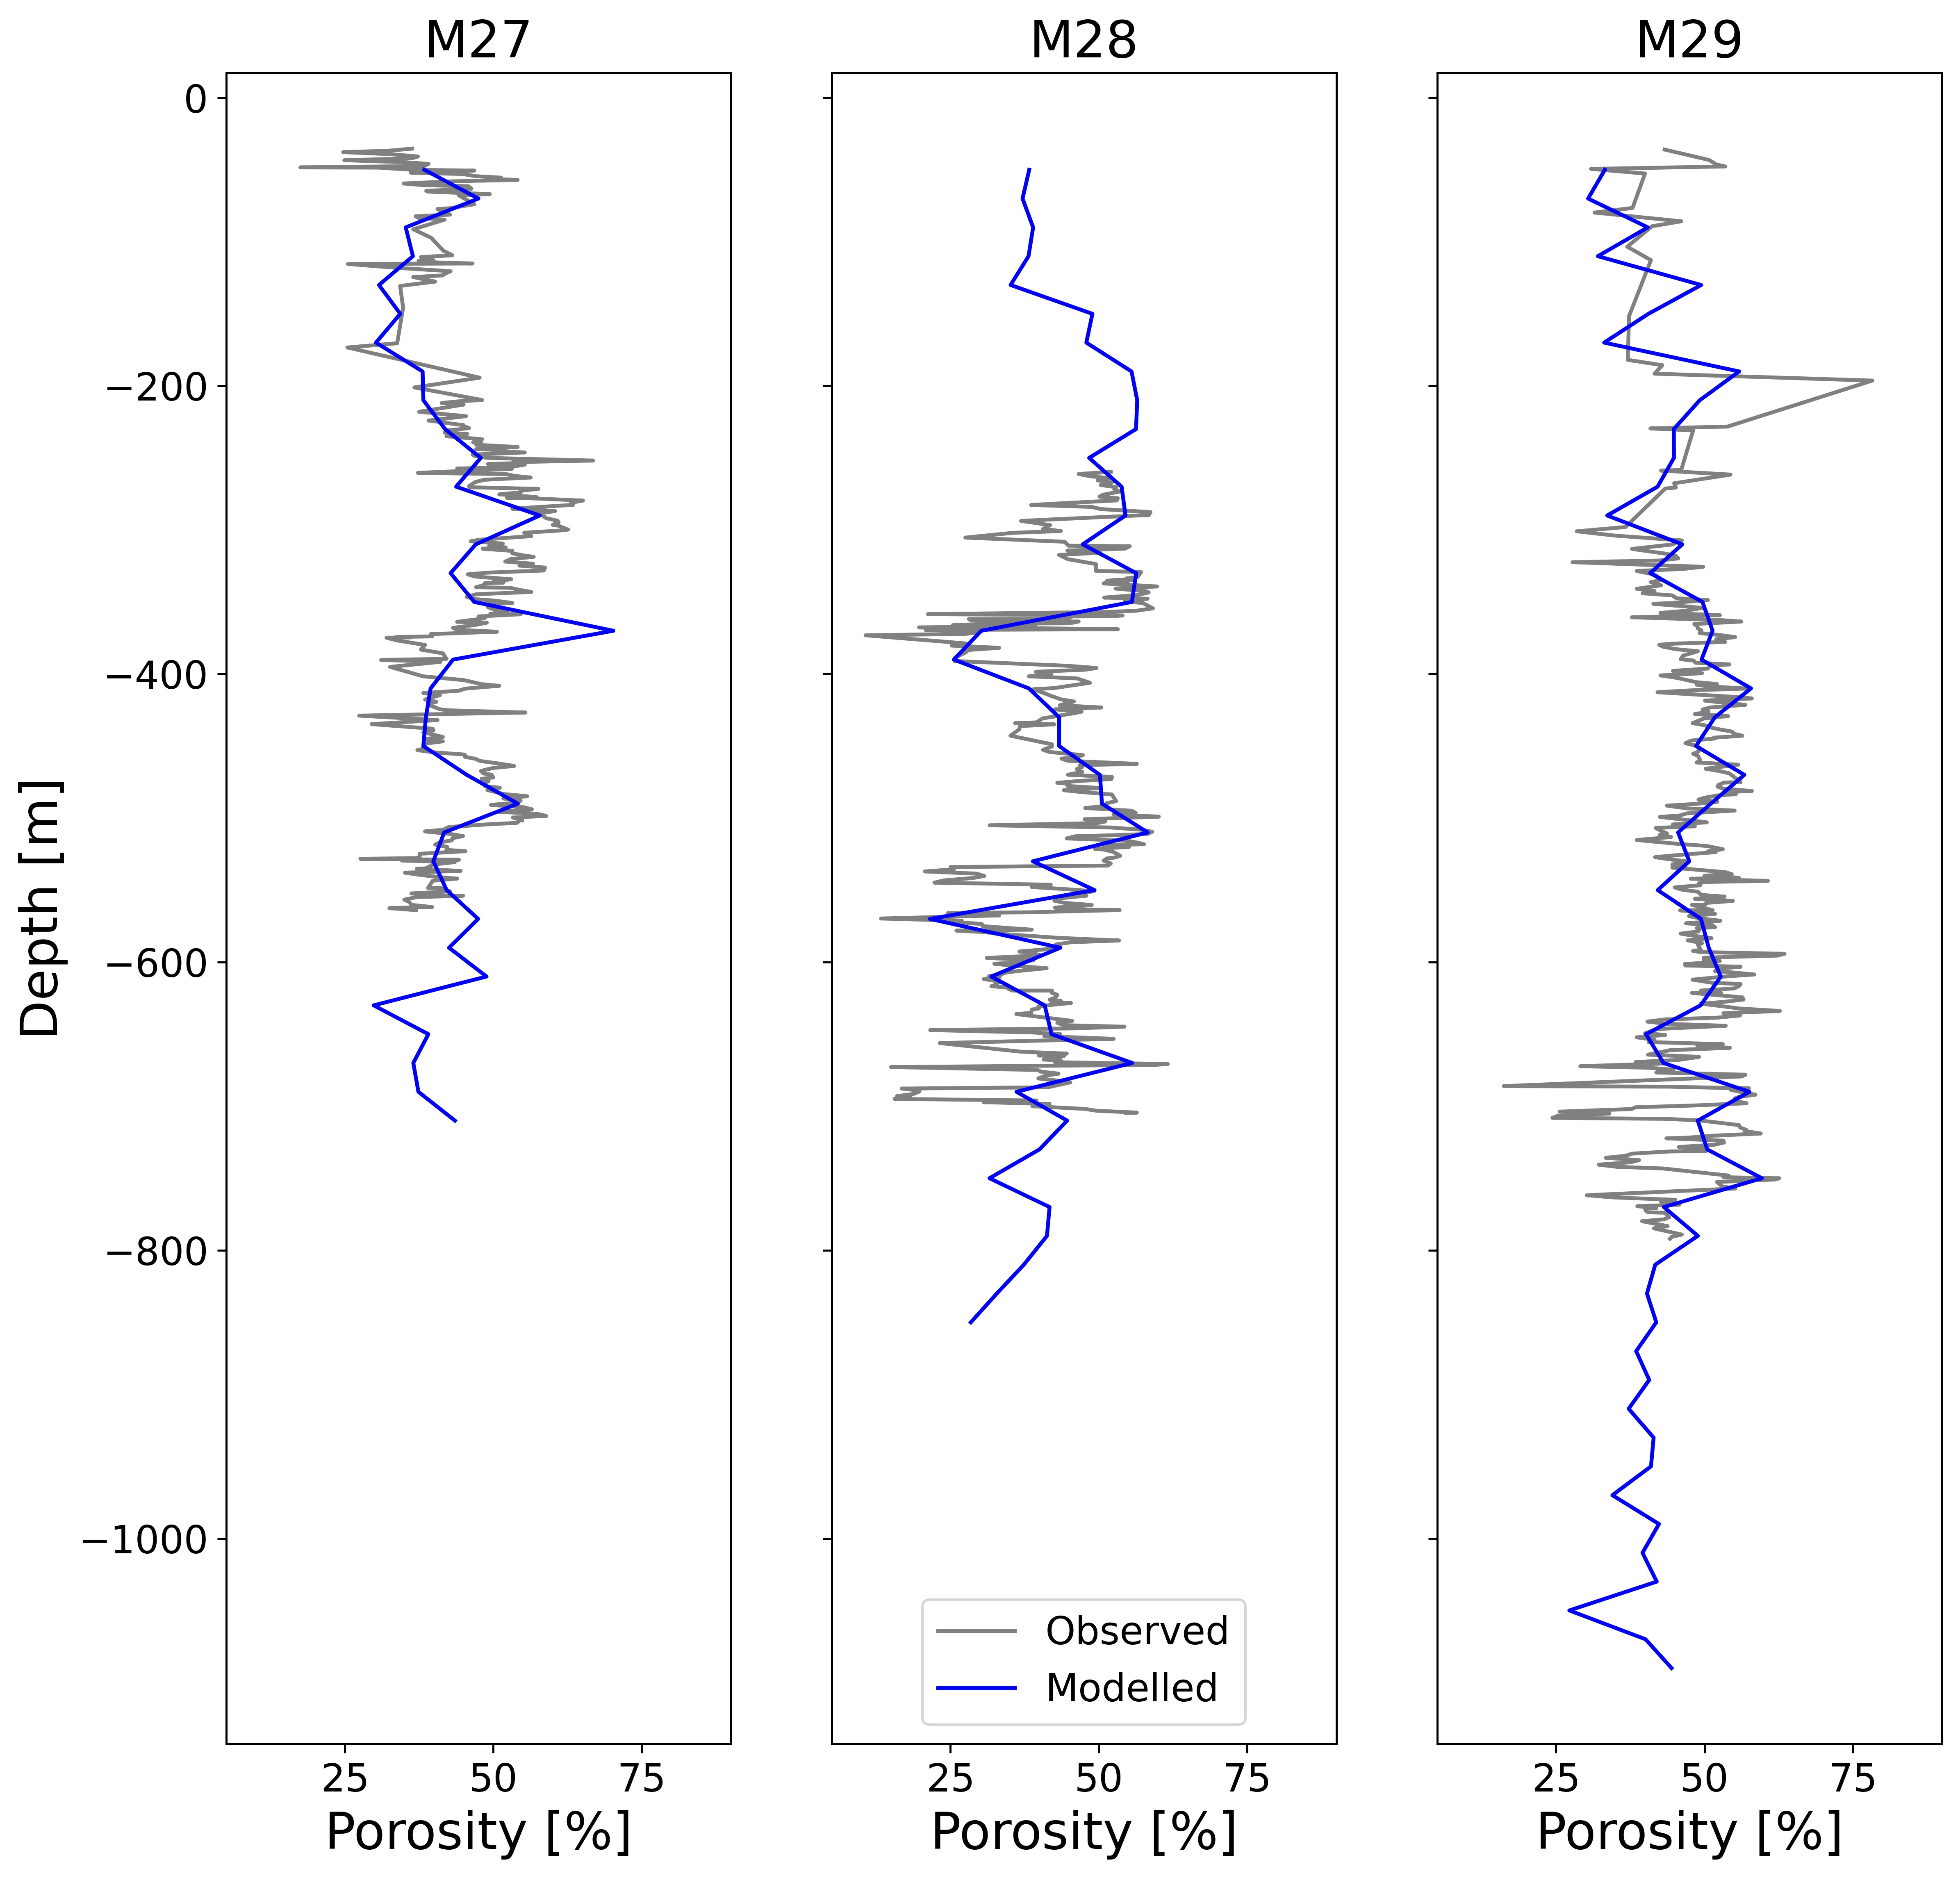 M27 M28 M29
0
−200
−400
−600
−800
−1000
Depth [m]
Observed
Modelled
25 50 75 25 50 75 25 50 75
Porosity [%] Porosity [%] Porosity [%]